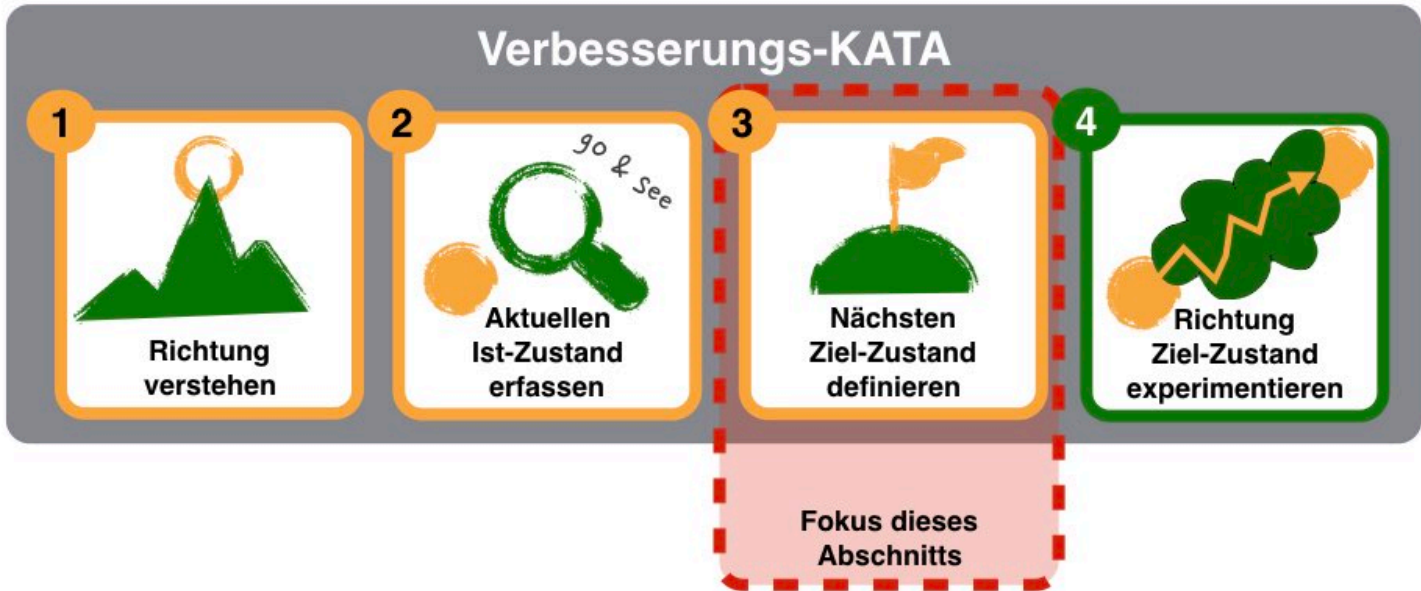 Verbesserungs-KATA
1
Richtung
verstehen
2
go & see
Aktuellen
Ist-Zustand
erfassen
3
Nächsten
Ziel-Zustand
definieren
4
Richtung
Ziel-Zustand
experimentieren
Fokus dieses
Abschnitts